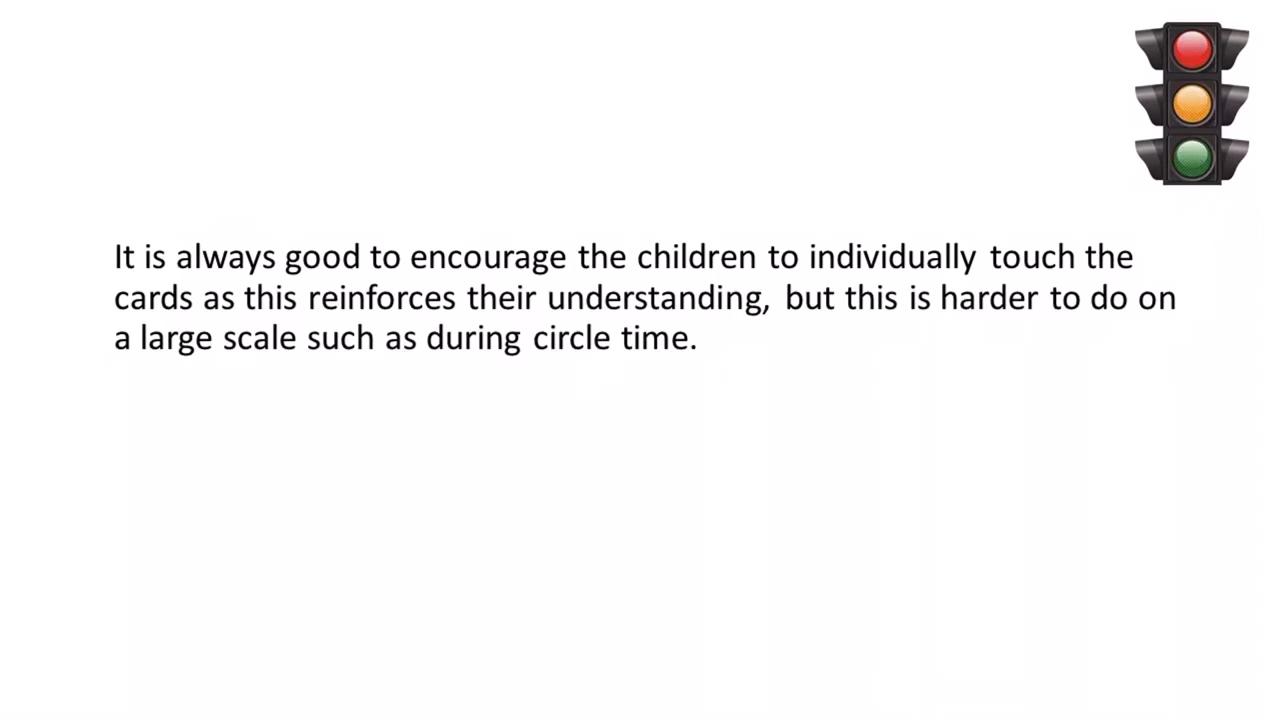 It is always good to encourage the children to individually touch the
cards as this reinforces their understanding, but this is harder to do on
a large scale such as during circle time.